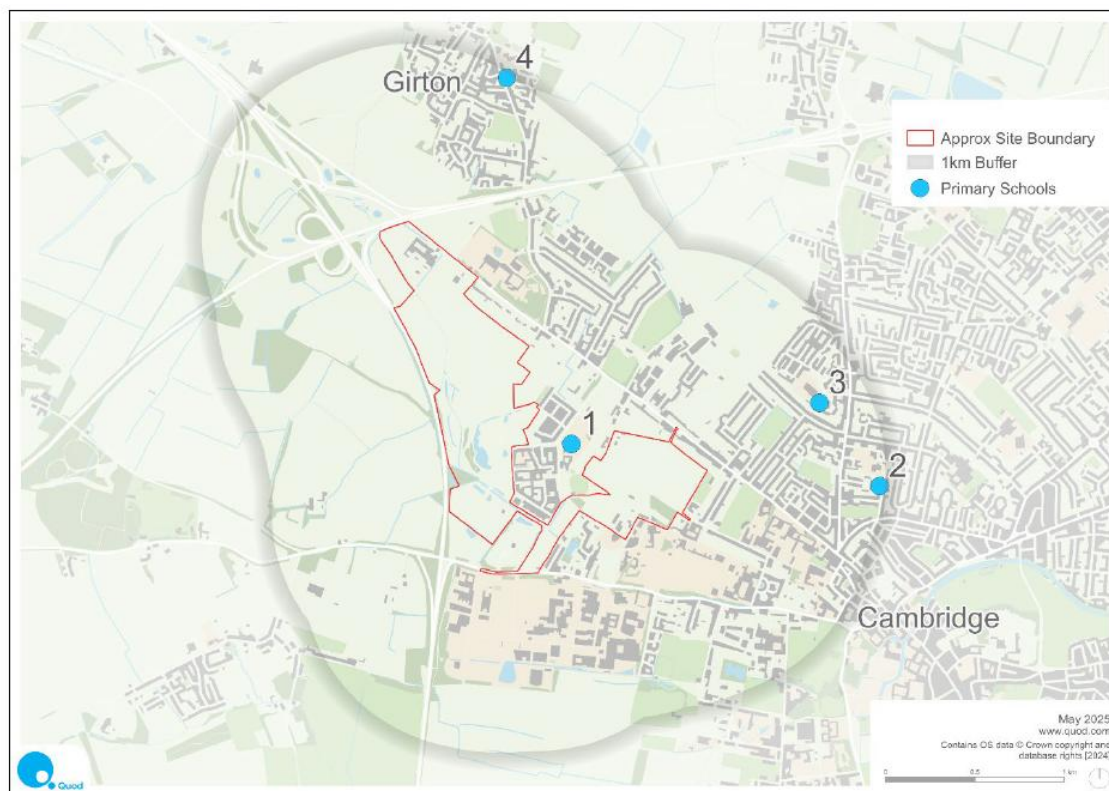 4
Girton
Approx Site Boundary
1km Buffer
Primary Schools
3
1
2
Cambridge
May 2025
www.quod.com
Contains OS data © Crown copyright and
database rights [2024]
0 0.5 1 km
Quod